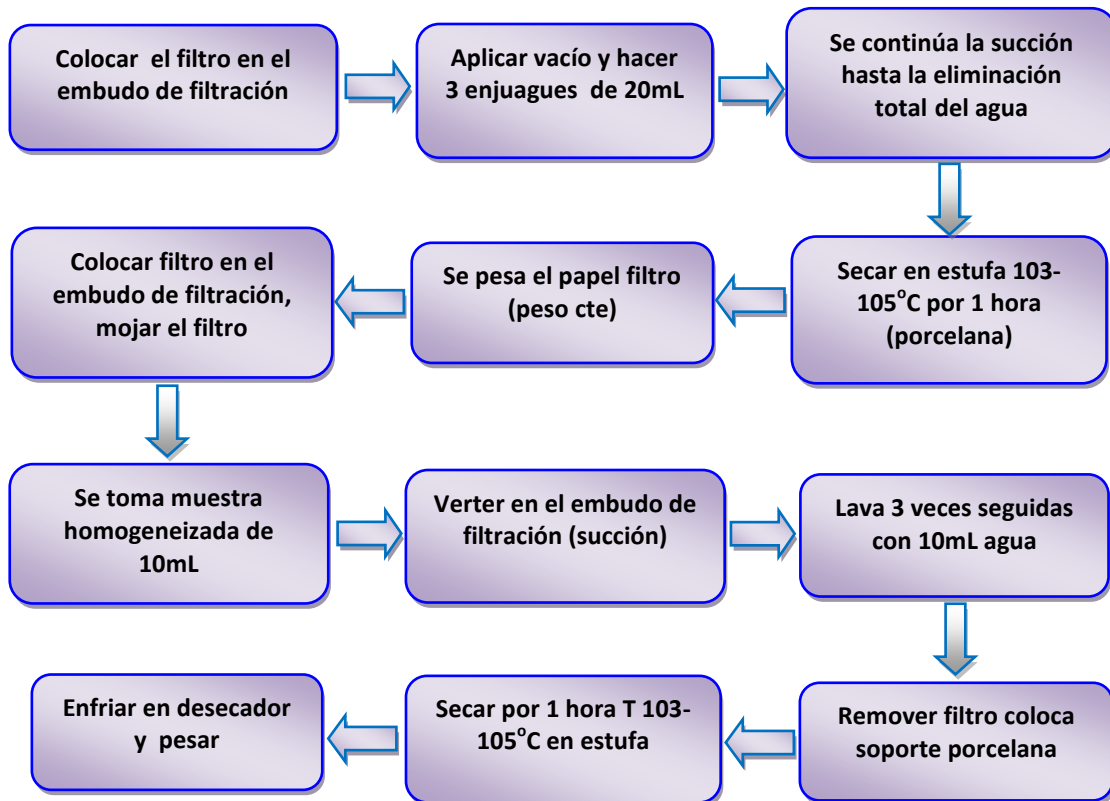 Colocar el filtro en el
embudo de filtración
Aplicar vacío y hacer
3 enjuagues de 20mL
Se continúa la succión
hasta la eliminación
total del agua
Secar en estufa 103-
105°C por 1 hora
(porcelana)
Se pesa el papel filtro
(peso cte)
Colocar filtro en el
embudo de filtración,
mojar el filtro
Se toma muestra
homogeneizada de
10mL
Verter en el embudo de
filtración (succión)
Lava 3 veces seguidas
con 10mL agua
Remover filtro coloca
soporte porcelana
Secar por 1 hora T 103-
105°C en estufa
Enfriar en desecador
y pesar